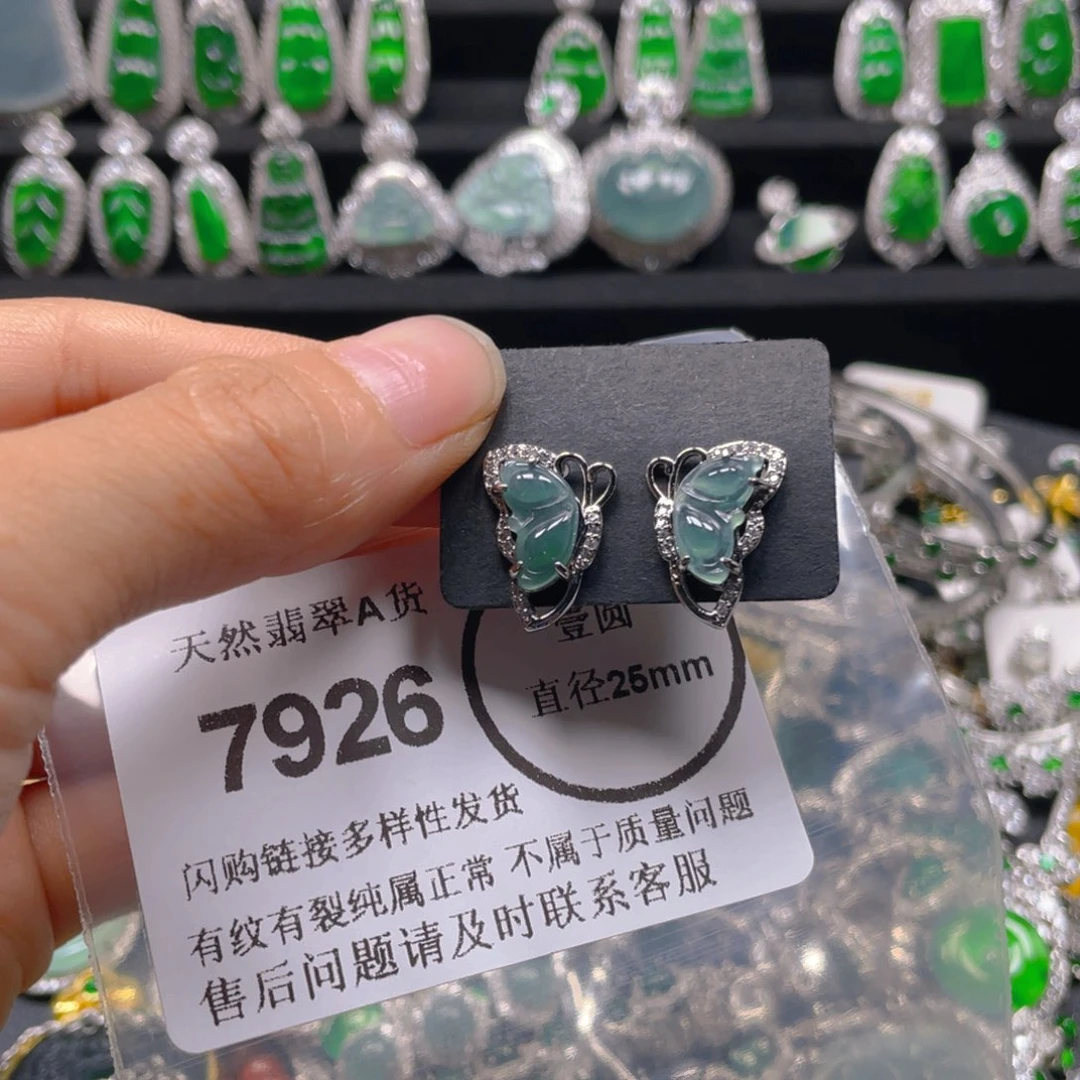 天然翡翠A货
壹圆
直径25mm
7926
闪购链接多样性发货
有纹有裂纯属正常 不属于质量问题
售后问题请及时联系客服